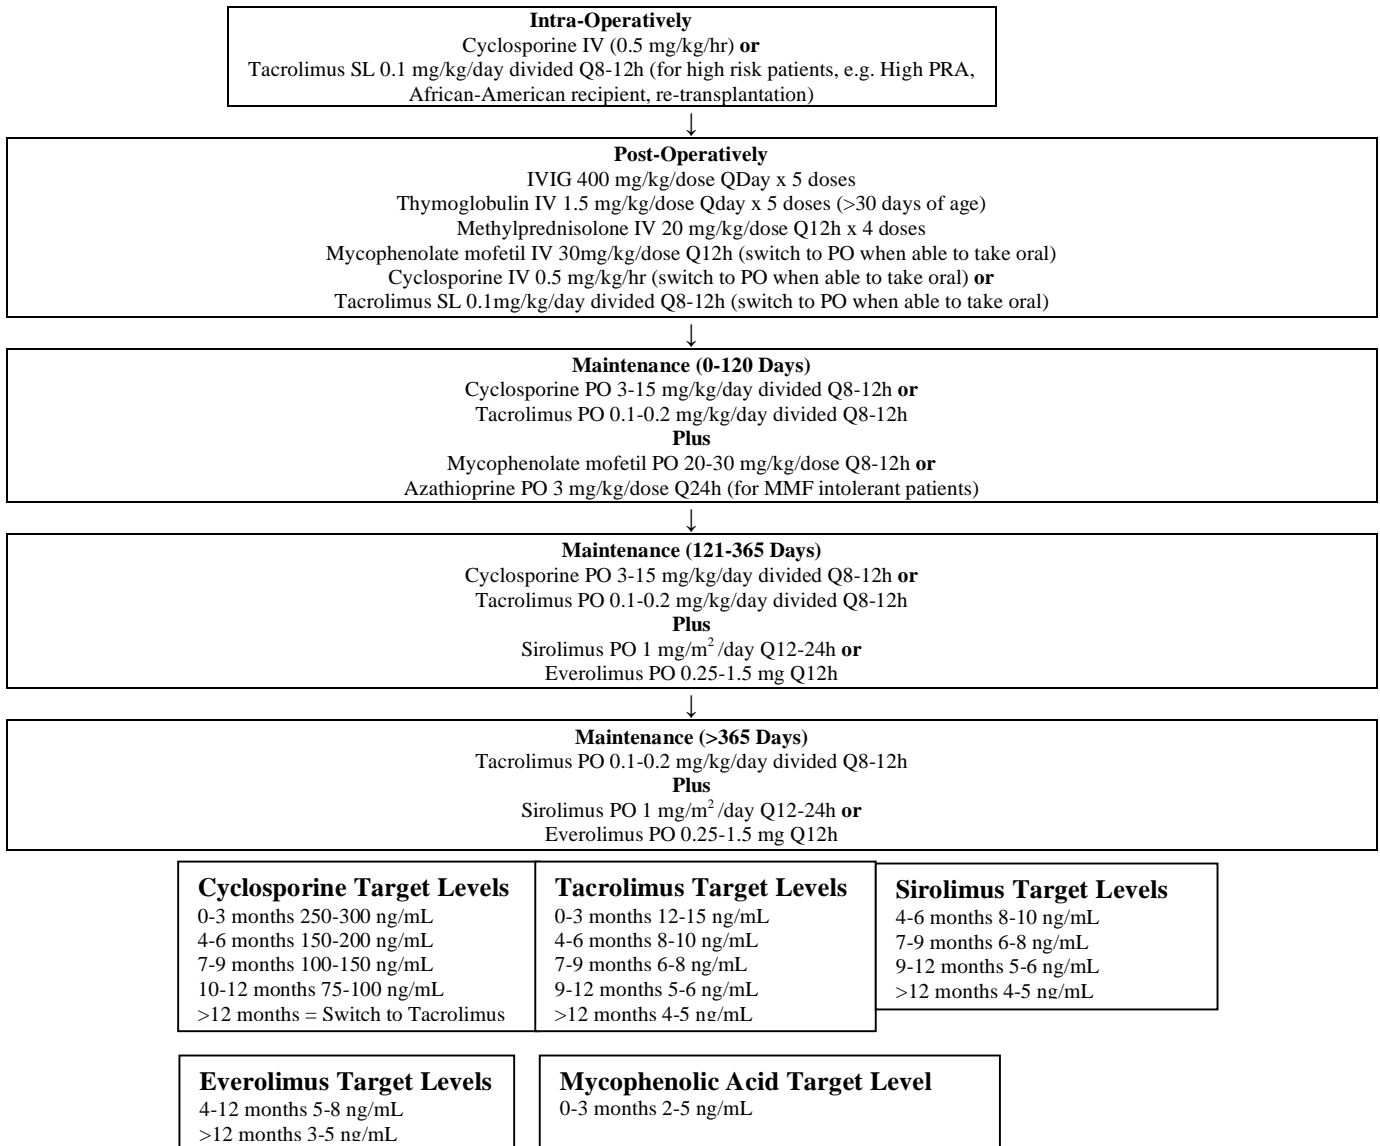 Intra-Operatively
Cyclosporine IV (0.5 mg/kg/hr) or
Tacrolimus SL 0.1 mg/kg/day divided Q8-12h (for high risk patients, e.g. High PRA,
African-American recipient, re-transplantation)
↓
Post-Operatively
IVIG 400 mg/kg/dose QDay x 5 doses
Thymoglobulin IV 1.5 mg/kg/dose Qday x 5 doses (>30 days of age)
Methylprednisolone IV 20 mg/kg/dose Q12h x 4 doses
Mycophenolate mofetil IV 30mg/kg/dose Q12h (switch to PO when able to take oral)
Cyclosporine IV 0.5 mg/kg/hr (switch to PO when able to take oral) or
Tacrolimus SL 0.1mg/kg/day divided Q8-12h (switch to PO when able to take oral)
↓
Maintenance (0-120 Days)
Cyclosporine PO 3-15 mg/kg/day divided Q8-12h or
Tacrolimus PO 0.1-0.2 mg/kg/day divided Q8-12h
Plus
Mycophenolate mofetil PO 20-30 mg/kg/dose Q8-12h or
Azathioprine PO 3 mg/kg/dose Q24h (for MMF intolerant patients)
↓
Maintenance (121-365 Days)
Cyclosporine PO 3-15 mg/kg/day divided Q8-12h or
Tacrolimus PO 0.1-0.2 mg/kg/day divided Q8-12h
Plus
Sirolimus PO 1 mg/m²/day Q12-24h or
Everolimus PO 0.25-1.5 mg Q12h
↓
Maintenance (>365 Days)
Tacrolimus PO 0.1-0.2 mg/kg/day divided Q8-12h
Plus
Sirolimus PO 1 mg/m²/day Q12-24h or
Everolimus PO 0.25-1.5 mg Q12h
Cyclosporine Target Levels
0-3 months 250-300 ng/mL
4-6 months 150-200 ng/mL
7-9 months 100-150 ng/mL
10-12 months 75-100 ng/mL
>12 months = Switch to Tacrolimus
Tacrolimus Target Levels
0-3 months 12-15 ng/mL
4-6 months 8-10 ng/mL
7-9 months 6-8 ng/mL
9-12 months 5-6 ng/mL
>12 months 4-5 ng/mL
Sirolimus Target Levels
4-6 months 8-10 ng/mL
7-9 months 6-8 ng/mL
9-12 months 5-6 ng/mL
>12 months 4-5 ng/mL
Everolimus Target Levels
4-12 months 5-8 ng/mL
>12 months 3-5 ng/mL
Mycophenolic Acid Target Level
0-3 months 2-5 ng/mL